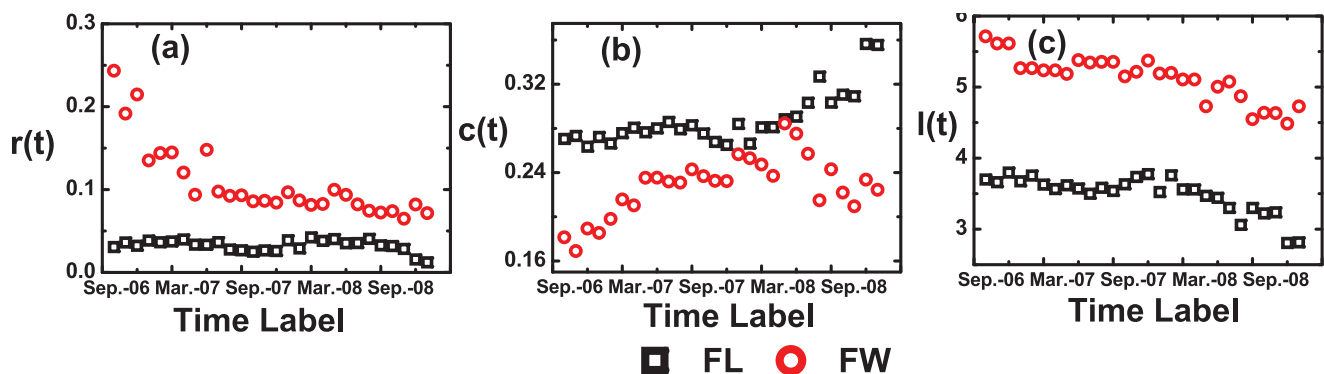 (a)
r(t)
0.3
0.2
0.1
0.0
Sep.-06 Mar.-07 Sep.-07 Mar.-08 Sep.-08
Time Label
(b)
c(t)
0.32
0.24
0.16
Sep.-06 Mar.-07 Sep.-07 Mar.-08 Sep.-08
Time Label
(c)
l(t)
6
5
4
3
Sep.-06 Mar.-07 Sep.-07 Mar.-08 Sep.-08
Time Label
FL FW